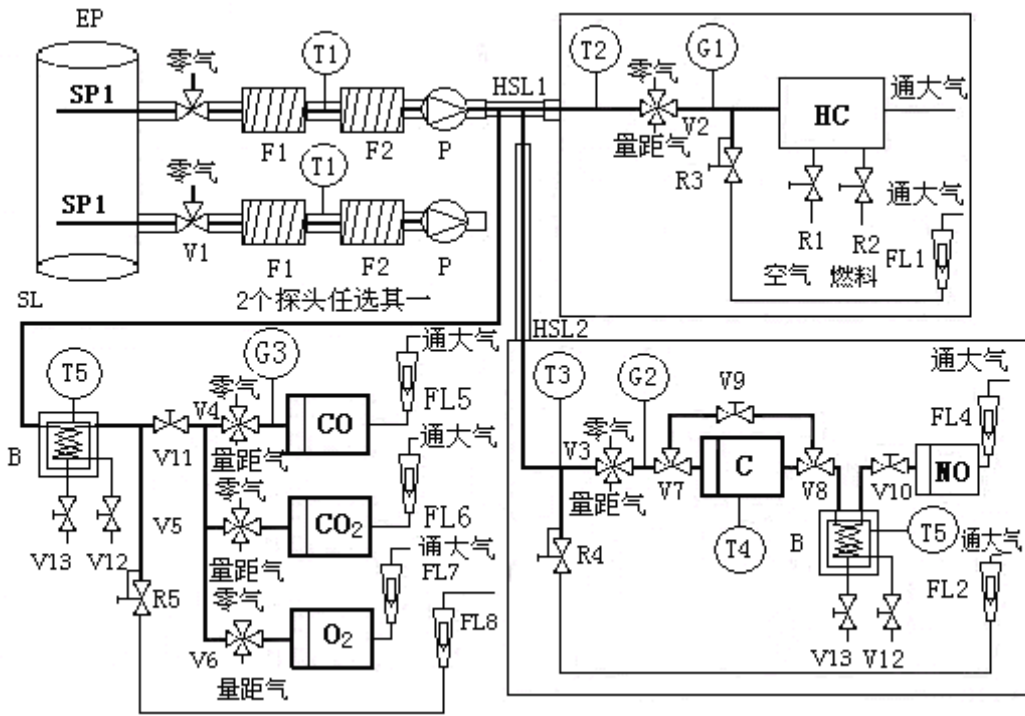 EP
零气
T1
HSL1
T2
零气
G1
通大气
SP1
HC
V2
量距气
F1
F2
P
R3
零气
T1
通大气
SP1
V1
R1
R2
FL1
F1
F2
P
空气
燃料
SL
2个探头任选其一
HSL2
通大气
G3
T5
零气
V4
CO
FL5
T3
G2
V9
通大气
FL4
B
V11
量距气
通大气
V3
零气
C
NO
零气
量距气
V7
V8
V10
V5
CO2
FL6
T4
B
T5
通大气
V13
V12
量距气
通大气
R4
零气
FL7
FL2
R5
O2
FL8
V6
V13
V12
量距气